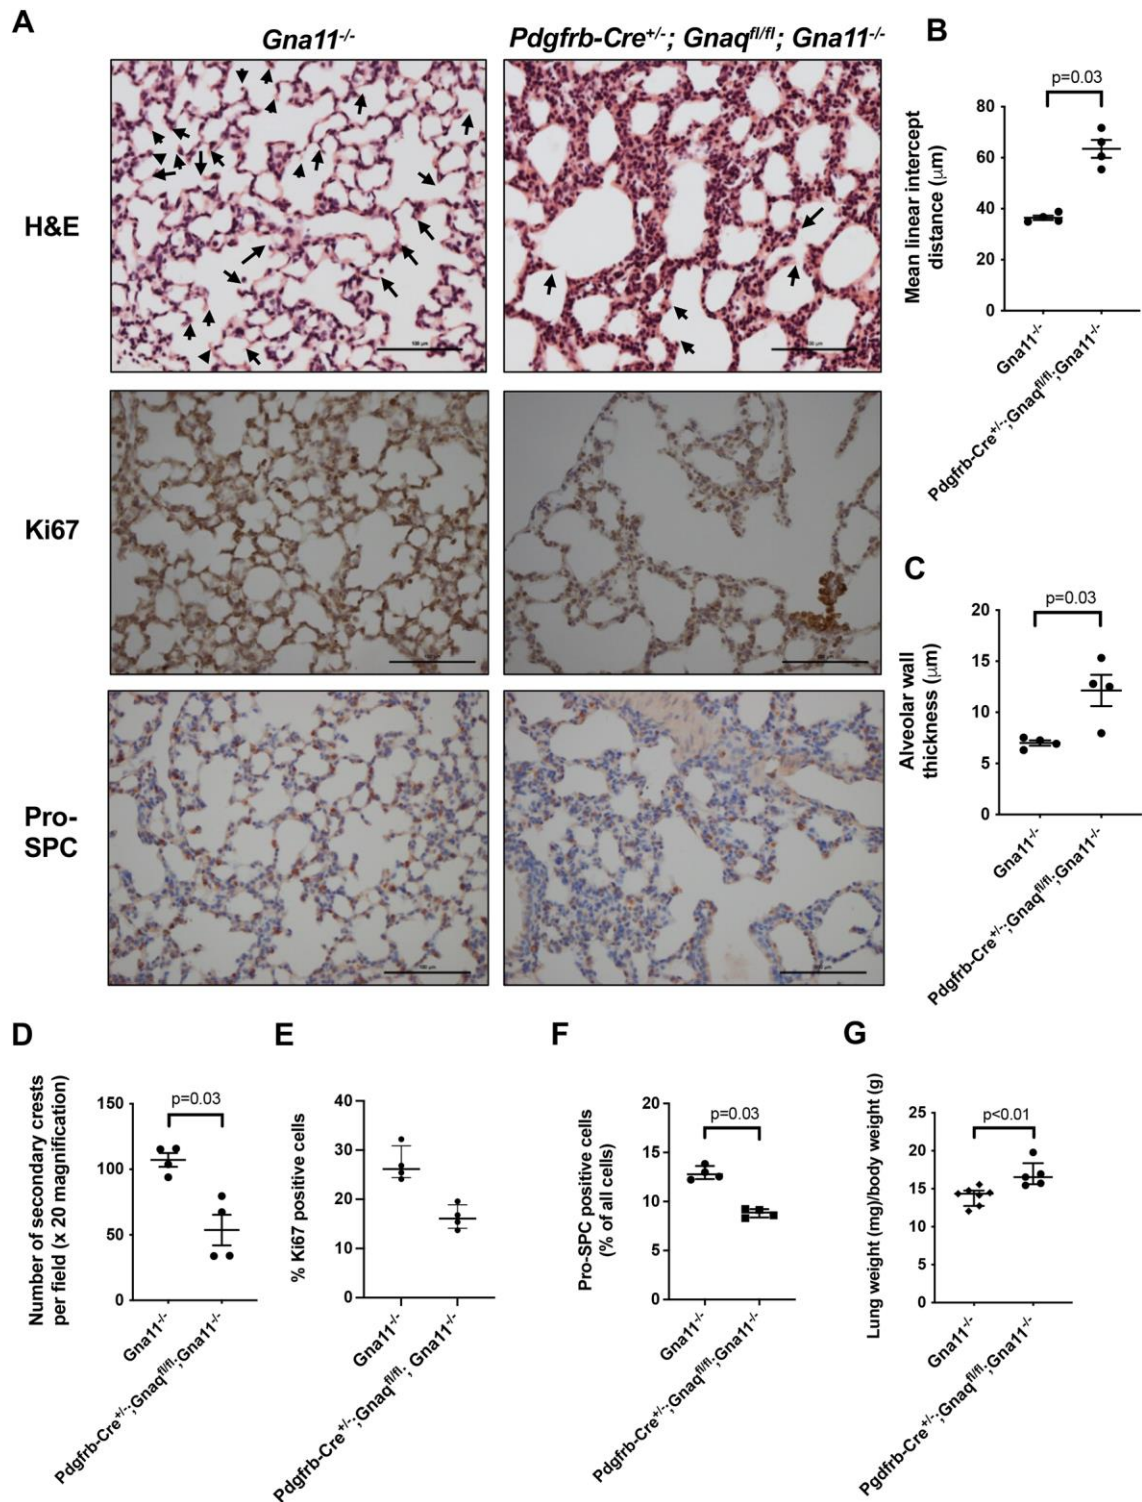 A
Gna11-/-
Pdgfrb-Cre+/-; Gnaqfl/fl; Gna11-/-
H&E
100 µm
Ki67
Pro-
SPC
100 µm
B
p=0.03
Mean linear intercept
distance (µm)
80
60
40
20
0
Gna11-/-
Pdgfrb-Cre+/-;Gnaqfl/fl;Gna11-/-
C
p=0.03
Alveolar wall
thickness (µm)
20
15
10
5
0
Gna11-/-
Pdgfrb-Cre+/-;Gnaqfl/fl;Gna11-/-
D
p=0.03
Number of secondary crests
per field (x 20 magnification)
150
100
50
0
Gna11-/-
Pdgfrb-Cre+/-;Gnaqfl/fl;Gna11-/-
E
% Ki67 positive cells
40
30
20
10
0
Gna11-/-
Pdgfrb-Cre+/-;Gnaqfl/fl; Gna11-/-
F
p=0.03
Pro-SPC positive cells
(% of all cells)
20
15
10
5
0
Gna11-/-
Pdgfrb-Cre+/-;Gnaqfl/fl;Gna11-/-
G
p<0.01
Lung weight (mg)/body weight (g)
25
20
15
10
5
0
Gna11-/-
Pgdfrb-Cre+/-;Gnaqfl/fl;Gna11-/-